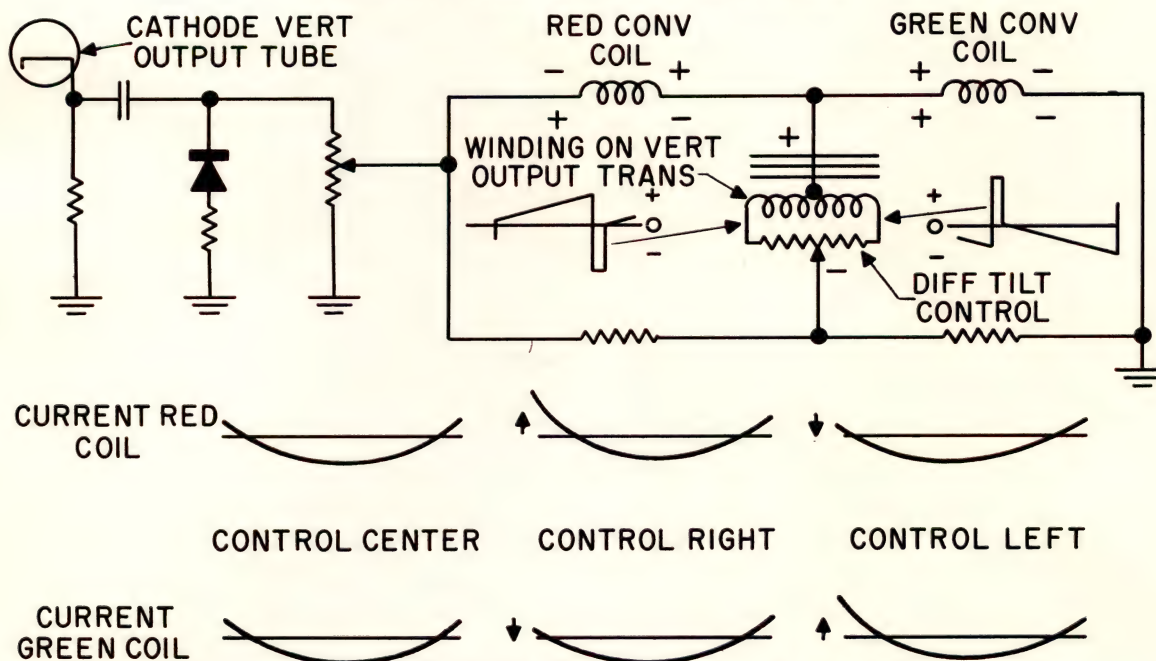 CATHODE VERT
OUTPUT TUBE
RED CONV
COIL
GREEN CONV
COIL
- +
+ -
+ -
+ -
WINDING ON VERT
OUTPUT TRANS
+
+
-
-
+
-
DIFF TILT
CONTROL
CURRENT RED
COIL
CONTROL CENTER
CONTROL RIGHT
CONTROL LEFT
CURRENT
GREEN COIL